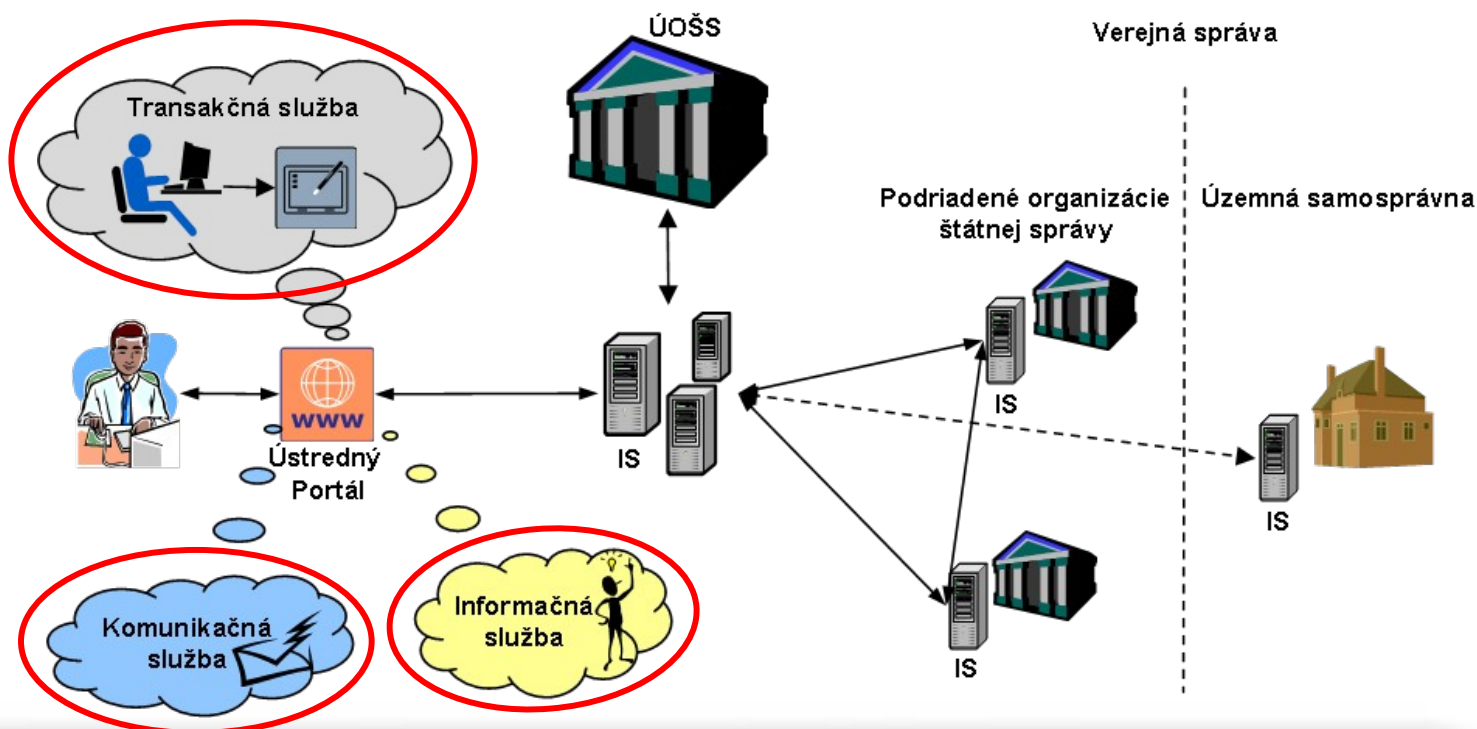 ÚOŠS
Verejná správa
Transakčná služba
Podriadené organizácie
štátnej správy
Územná samosprávna
IS
www
Ústredný
Portál
IS
IS
IS
Komunikačná
služba
Informačná
služba